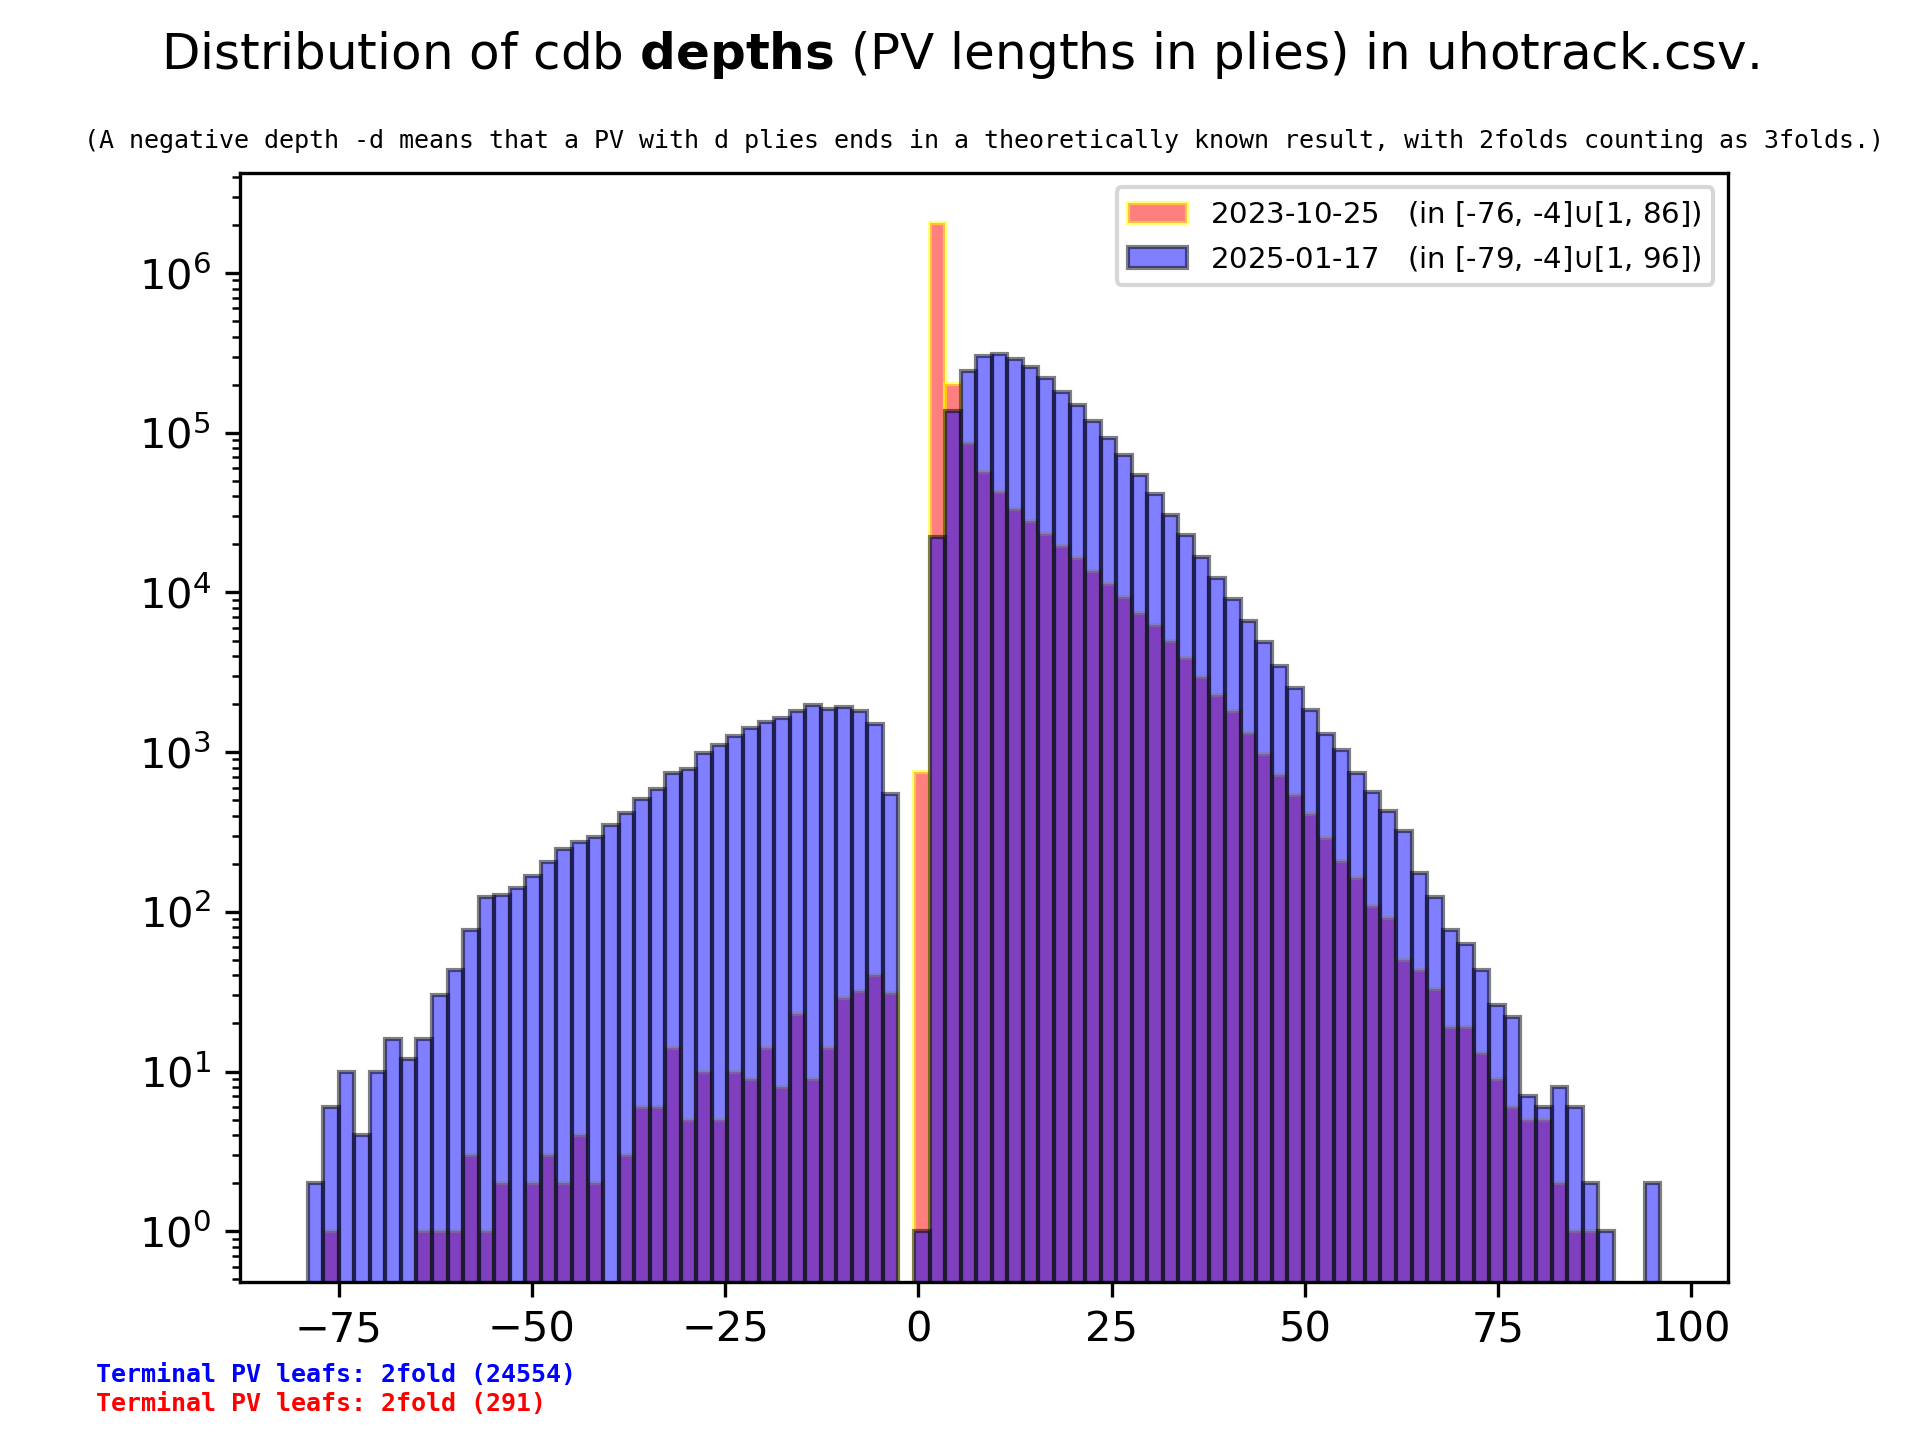 Distribution of cdb depths (PV lengths in plies) in uhotrack.csv.
(A negative depth -d means that a PV with d plies ends in a theoretically known result, with 2folds counting as 3folds.)
2023-10-25 (in [-76, -4]∪[1, 86])
2025-01-17 (in [-79, -4]∪[1, 96])
10⁶
10⁵
10⁴
10³
10²
10¹
10⁰
−75 −50 −25 0 25 50 75 100
Terminal PV leafs: 2fold (24554)
Terminal PV leafs: 2fold (291)